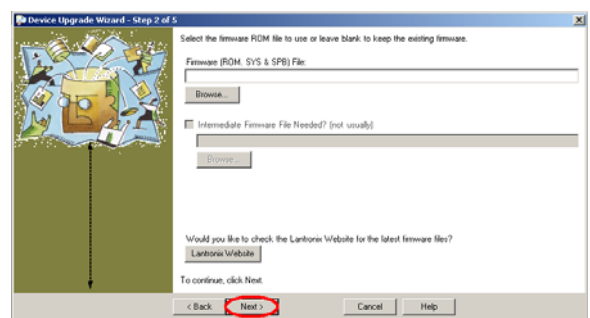 Device Upgrade Wizard - Step 2 of 5
Select the firmware ROM file to use or leave blank to keep the existing firmware.
Firmware (ROM, SYS & SPB) File:
Browse...
Intermediate Firmware File Needed? (not usually)
Browse...
Would you like to check the Lantronix Website for the latest firmware files?
Lantronix Website
To continue, click Next.
< Back Next > Cancel Help